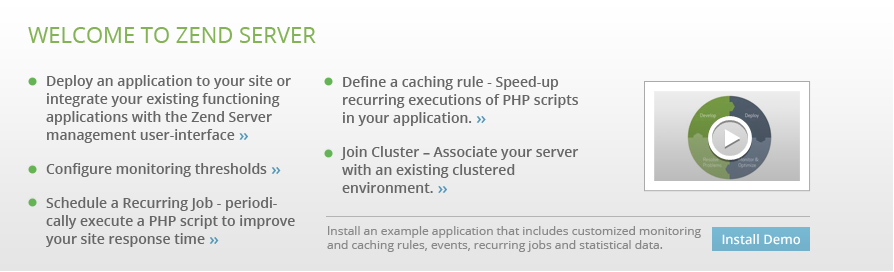 WELCOME TO ZEND SERVER
Deploy an application to your site or
integrate your existing functioning
applications with the Zend Server
management user-interface ››
Configure monitoring thresholds ››
Schedule a Recurring Job - periodi-
cally execute a PHP script to improve
your site response time ››
Define a caching rule - Speed-up
recurring executions of PHP scripts
in your application. ››
Join Cluster – Associate your server
with an existing clustered
environment. ››
Develop
Deploy
Install an example application that includes customized monitoring
and caching rules, events, recurring jobs and statistical data.
Install Demo